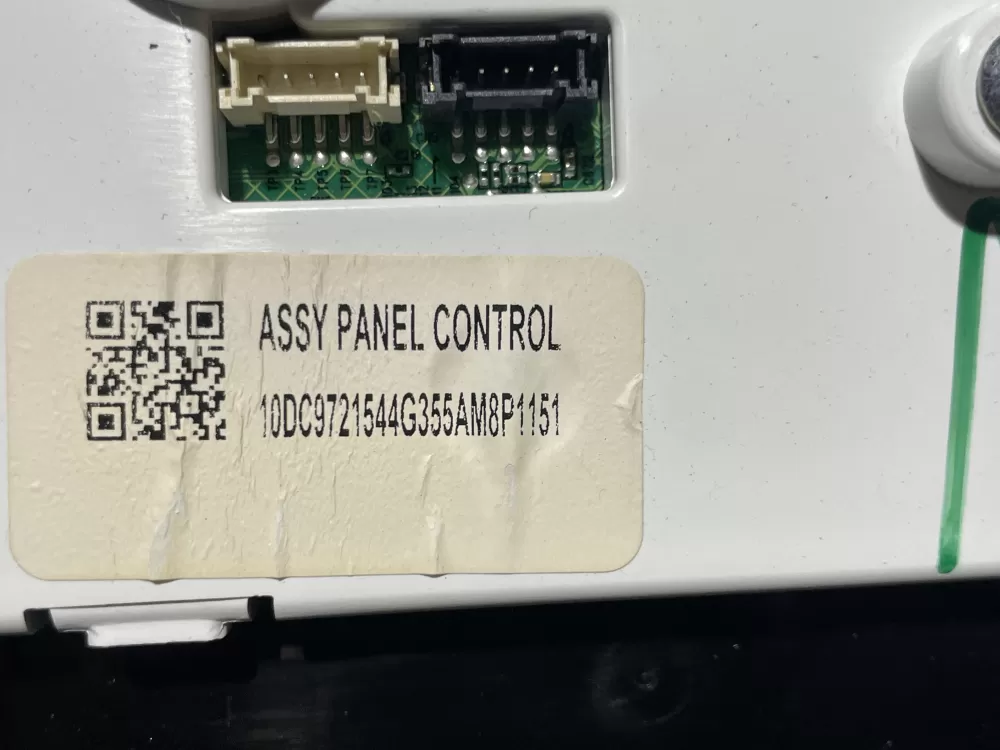 ASSY PANEL CONTROL
10DC9721544G355AM8P1151